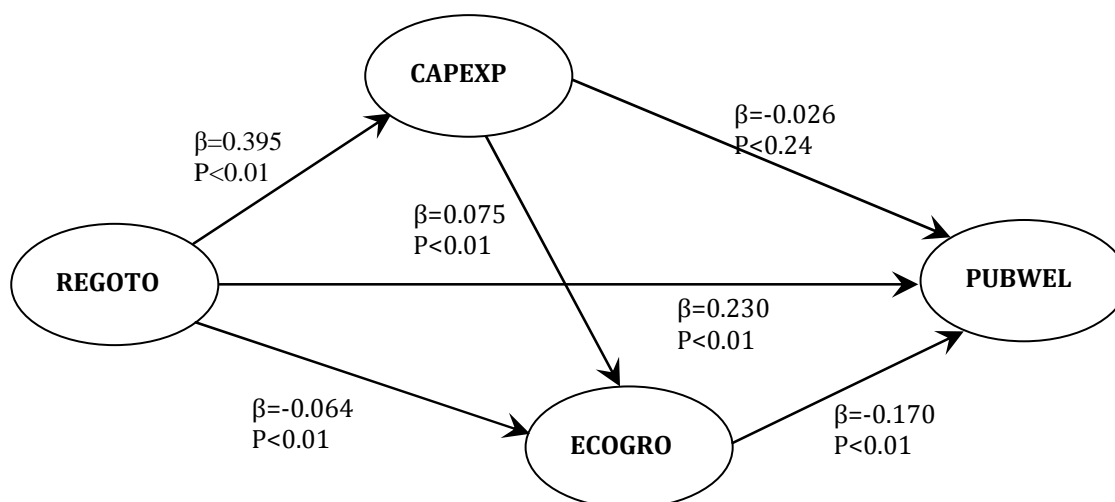 CAPEXP
β=-0.026
P<0.24
β=0.395
P<0.01
β=0.075
P<0.01
REGOTO
PUBWEL
β=0.230
P<0.01
β=-0.064
P<0.01
β=-0.170
P<0.01
ECOGRO